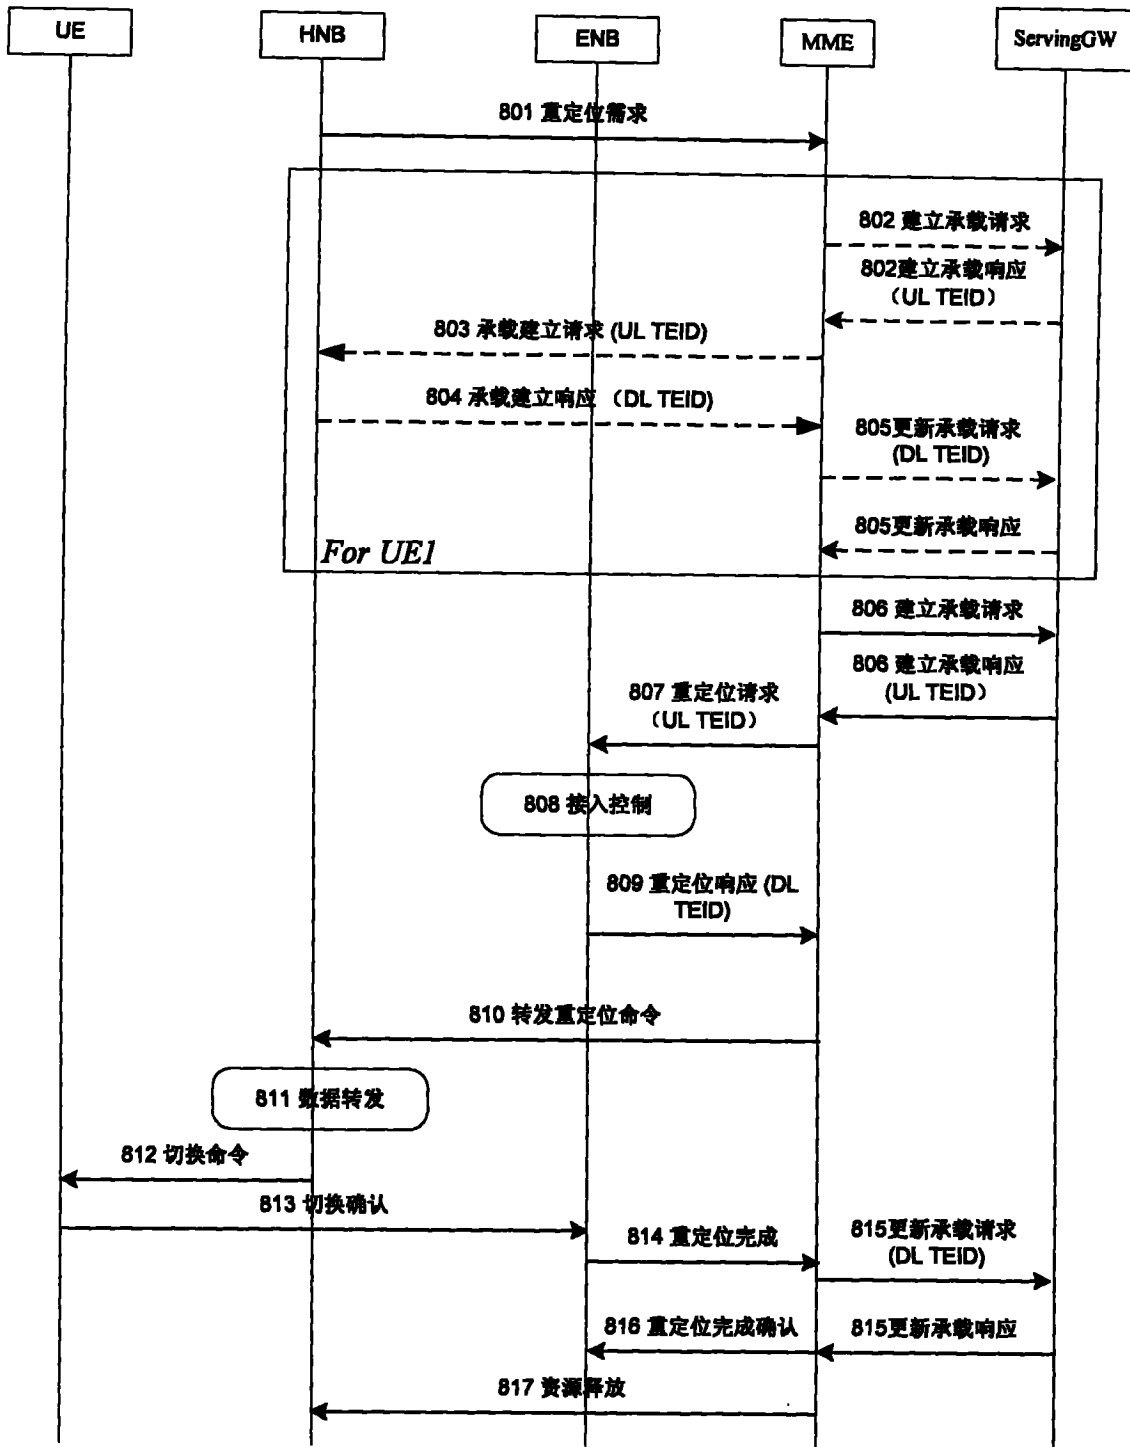 UE
HNB
ENB
MME
ServingGW
801 重定位需求
802 建立承载请求
802建立承载响应
（UL TEID）
803 承载建立请求 (UL TEID)
804 承载建立响应 （DL TEID)
805更新承载请求
(DL TEID)
805更新承载响应
For UE1
806 建立承载请求
806 建立承载响应
(UL TEID）
807 重定位请求
（UL TEID）
808 接入控制
809 重定位响应 (DL
TEID)
810 转发重定位命令
811 数据转发
812 切换命令
813 切换确认
814 重定位完成
815更新承载请求
(DL TEID)
816 重定位完成确认
815更新承载响应
817 资源释放